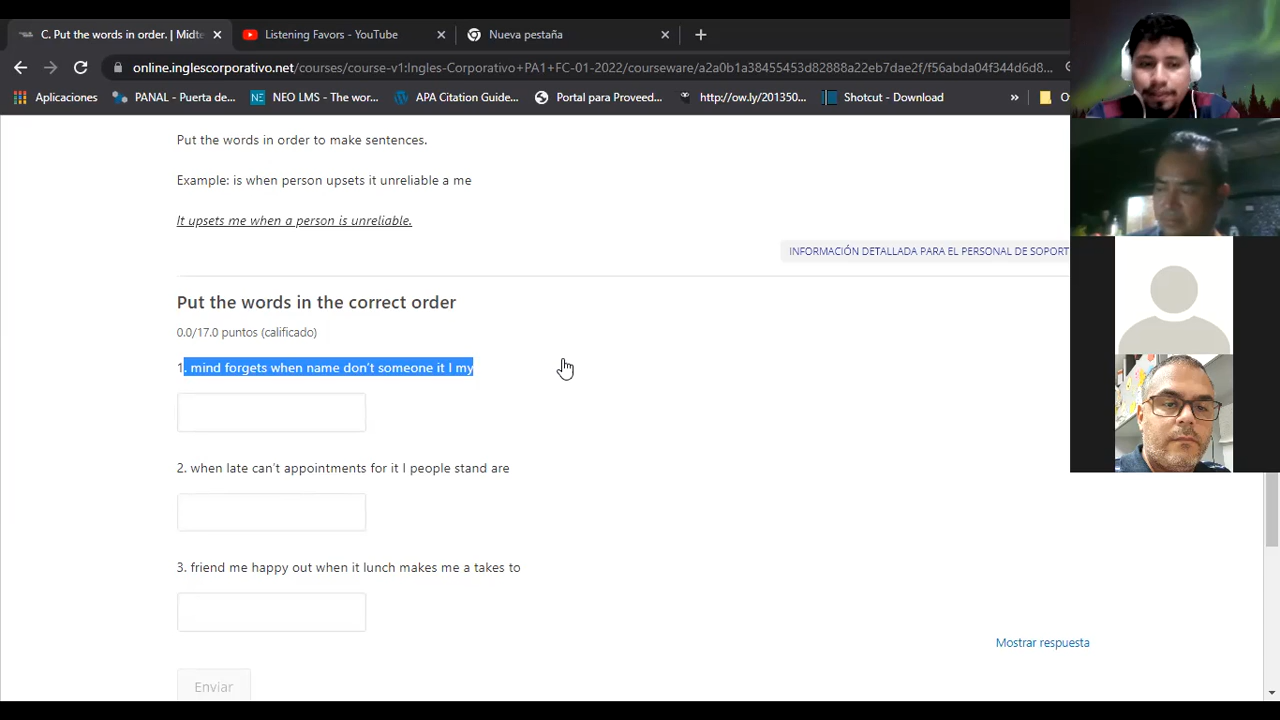 C. Put the words in order. | Midte
Listening Favors - YouTube
Nueva pestaña
online.inglescorporativo.net/courses/course-v1:Ingles-Corporativo+PA1+FC-01-2022/courseware/a2a0b1a38455453d82888a22eb7dae2f/f56abda04f344d6d8...
Aplicaciones
PANAL - Puerta de...
NEO LMS - The wor...
APA Citation Guide...
Portal para Proveed...
http://ow.ly/201350...
Shotcut - Download
»
Put the words in order to make sentences.
Example: is when person upsets it unreliable a me
It upsets me when a person is unreliable.
INFORMACIÓN DETALLADA PARA EL PERSONAL DE SOPORT
Put the words in the correct order
0.0/17.0 puntos (calificado)
1. mind forgets when name don't someone it I my
2. when late can't appointments for it I people stand are
3. friend me happy out when it lunch makes me a takes to
Mostrar respuesta
Enviar